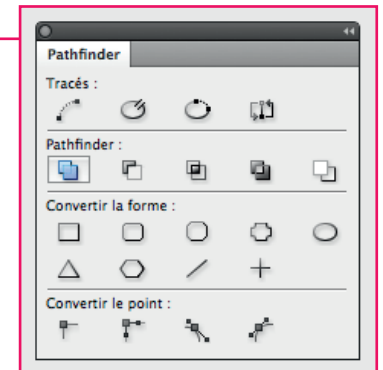 Pathfinder
Tracés :
Pathfinder :
Convertir la forme :
Convertir le point :